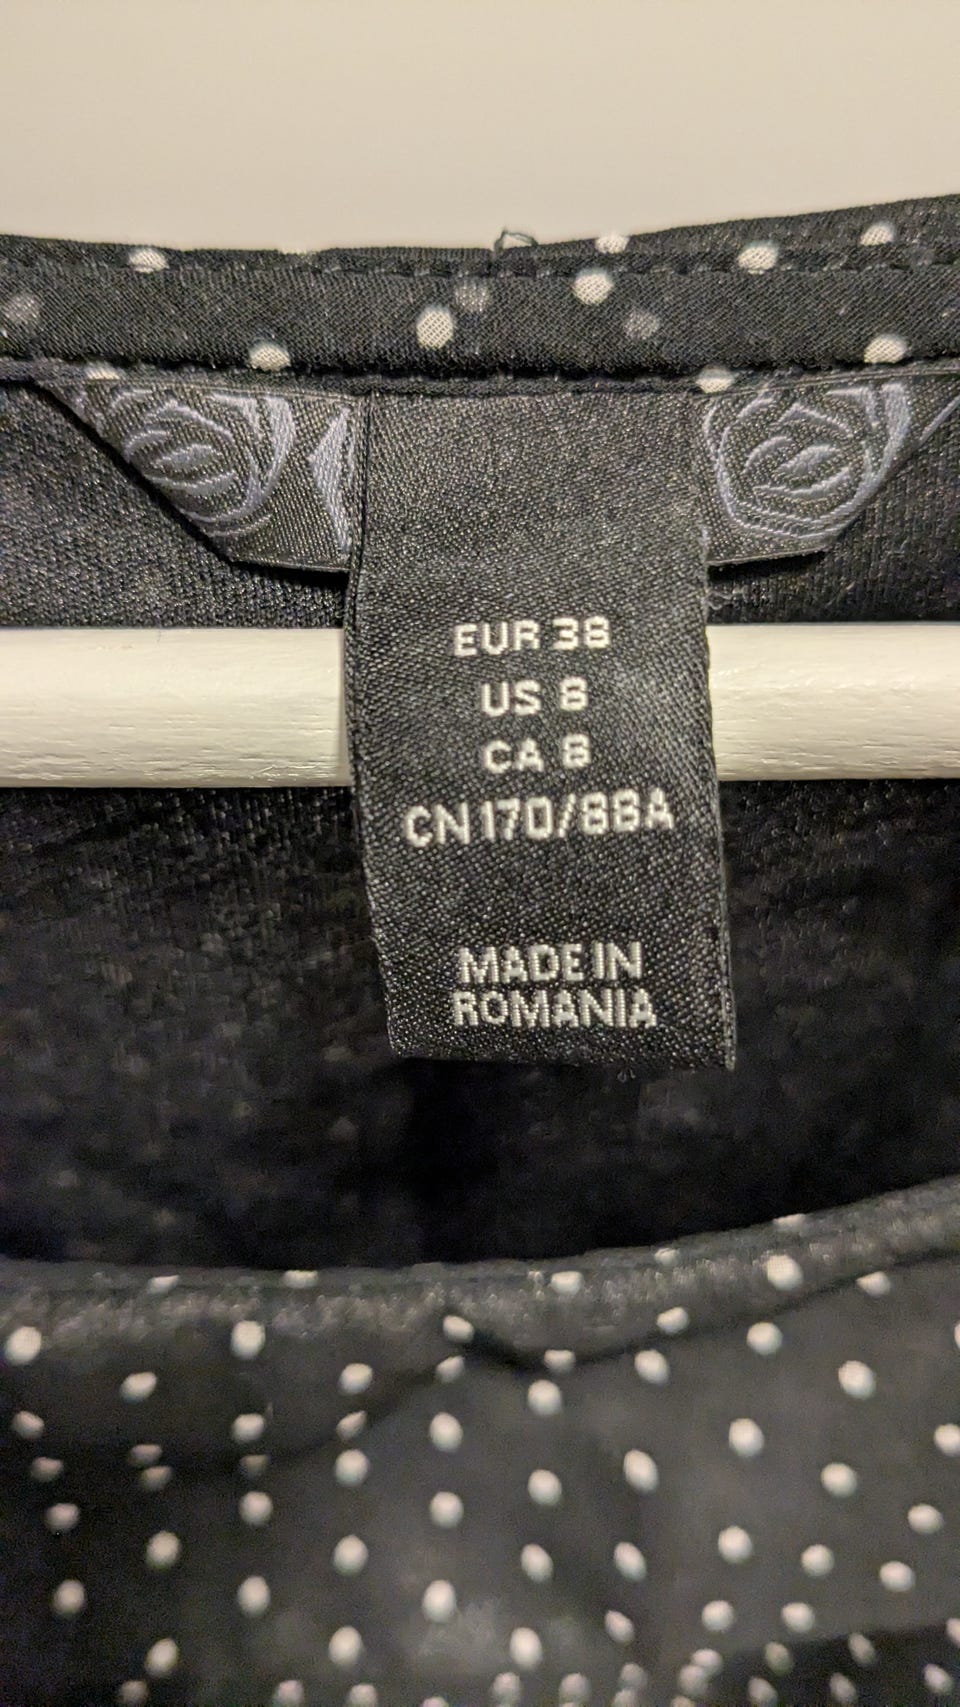 EUR 38
US 8
CA 8
CN 170/88A
MADE IN
ROMANIA